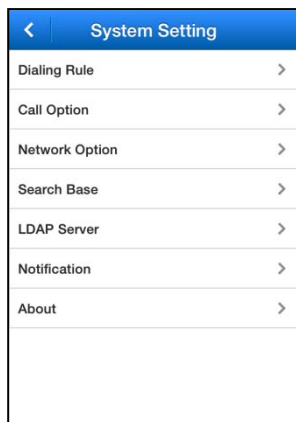 System Setting
Dialing Rule
Call Option
Network Option
Search Base
LDAP Server
Notification
About